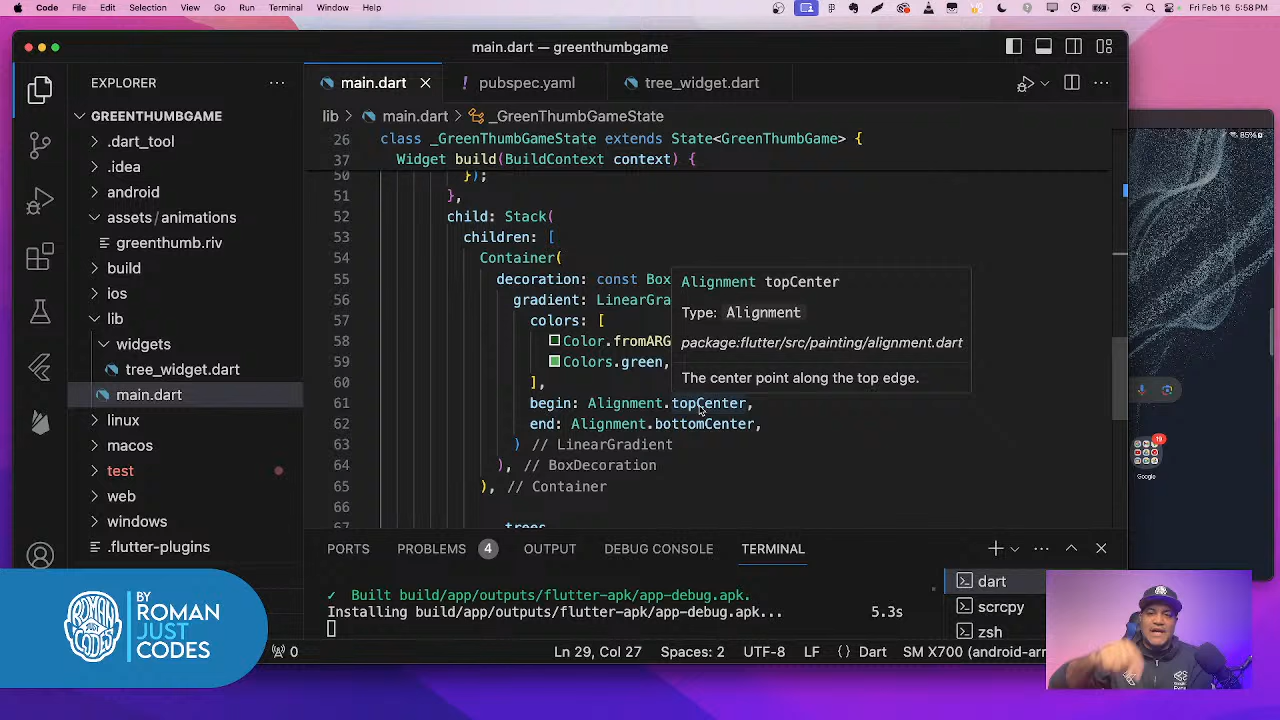 Code File Edit Selection View Go Run Terminal Window Help
Fri Feb 16 5:58 PM
main.dart — greenthumbgame
EXPLORER
main.dart
pubspec.yaml
tree_widget.dart
lib > main.dart > _GreenThumbGameState
GREENTHUMBGAME
.dart_tool
.idea
android
assets/animations
greenthumb.riv
build
ios
lib
widgets
tree_widget.dart
main.dart
linux
macos
test
web
windows
.flutter-plugins
26 class _GreenThumbGameState extends State<GreenThumbGame> {
37 Widget build(BuildContext context) {
50 });
51 },
52 child: Stack(
53 children: [
54 Container(
55 decoration: const Box
56 gradient: LinearGra
57 colors: [
58 Color.fromARG
59 Colors.green,
60 ],
61 begin: Alignment.topCenter,
62 end: Alignment.bottomCenter,
63 ) // LinearGradient
64 ), // BoxDecoration
65 ), // Container
66
67 trees
Alignment topCenter
Type: Alignment
package:flutter/src/painting/alignment.dart
The center point along the top edge.
85%
19
Google
PORTS PROBLEMS 4 OUTPUT DEBUG CONSOLE TERMINAL
✓ Built build/app/outputs/flutter-apk/app-debug.apk.
Installing build/app/outputs/flutter-apk/app-debug.apk... 5.3s
dart
scrcpy
zsh
0 Ln 29, Col 27 Spaces: 2 UTF-8 LF {} Dart SM X700 (android-arm
ROMAN
CODES
BY
ROMAN
JUST
CODES